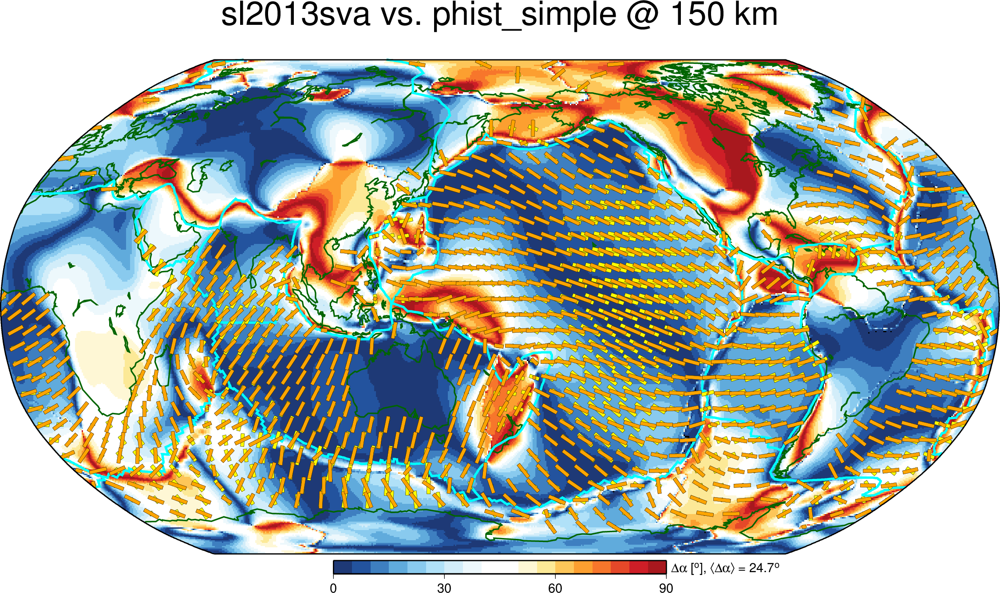 sl2013sva vs. phist_simple @ 150 km
Δα [º], ⟨Δα⟩ = 24.7º
0 30 60 90